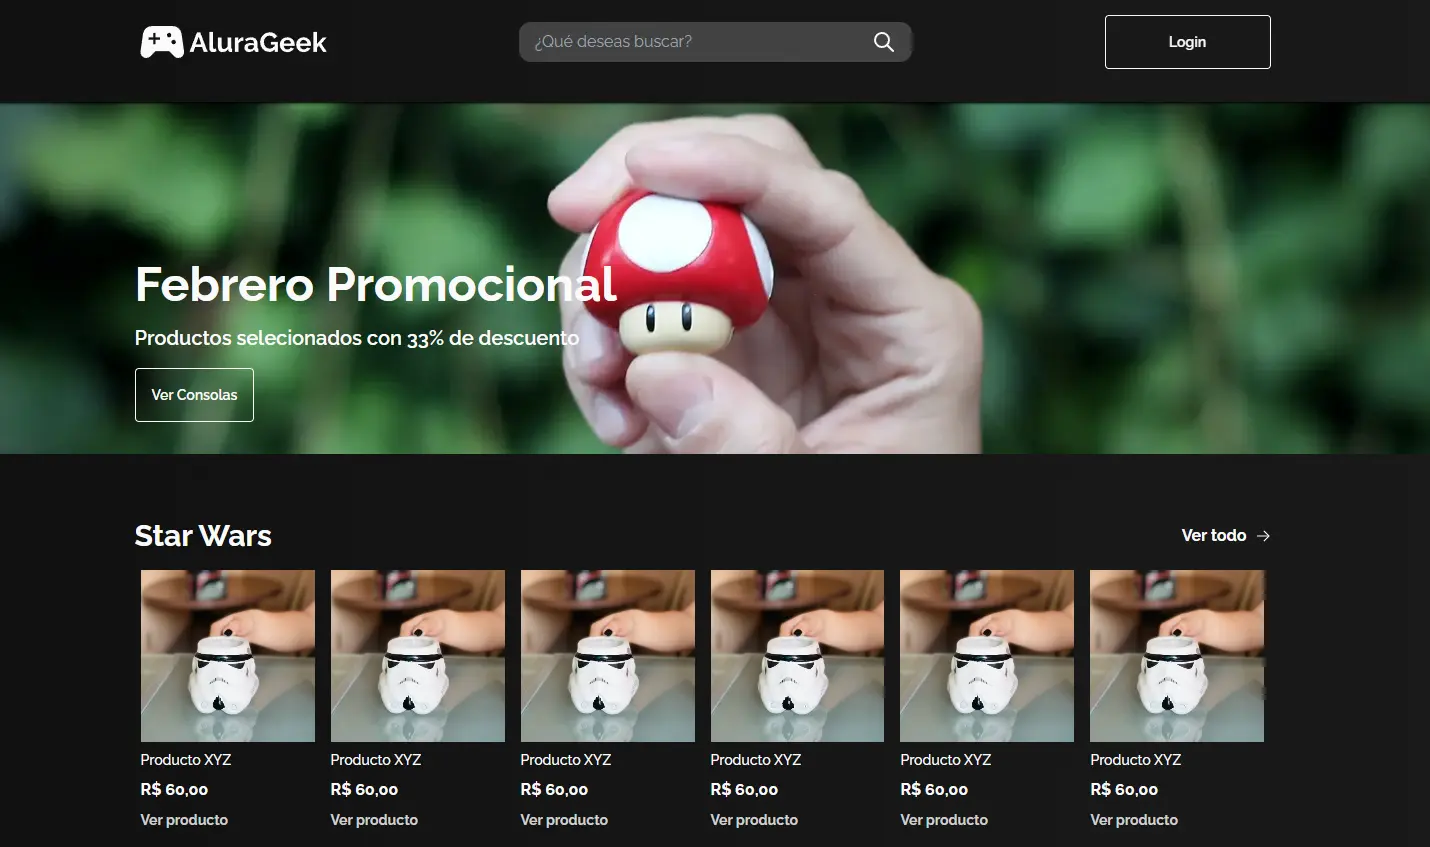 AluraGeek
¿Qué deseas buscar?
Login
Febrero Promocional
Productos selecionados con 33% de descuento
Ver Consolas
Star Wars
Ver todo →
Producto XYZ Producto XYZ Producto XYZ Producto XYZ Producto XYZ Producto XYZ
R$ 60,00 R$ 60,00 R$ 60,00 R$ 60,00 R$ 60,00 R$ 60,00
Ver producto Ver producto Ver producto Ver producto Ver producto Ver producto